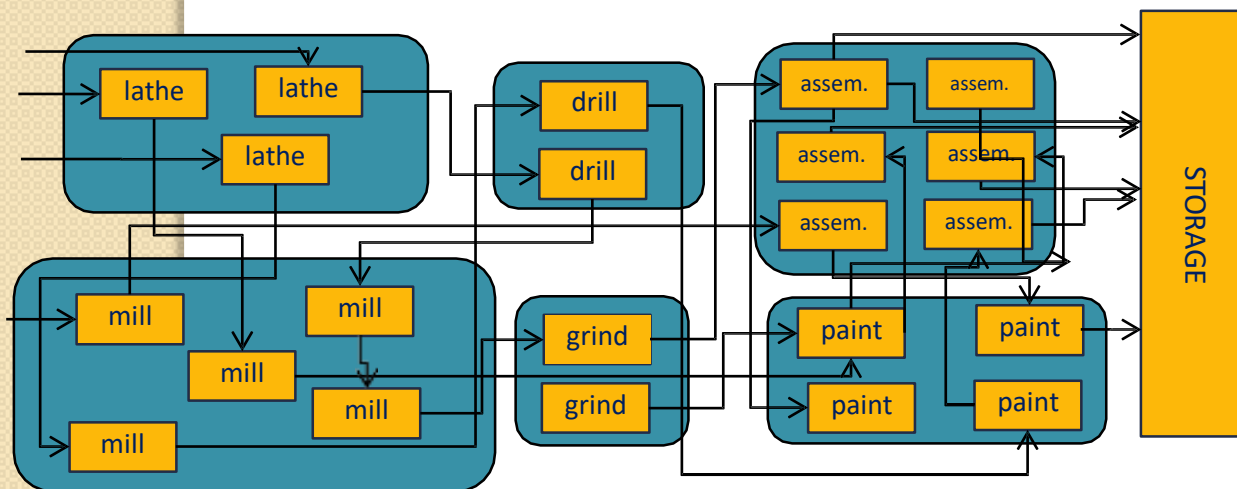 lathe
lathe
lathe
drill
drill
assem.
assem.
assem.
assem.
assem.
assem.
STORAGE
mill
mill
mill
mill
mill
grind
grind
paint
paint
paint
paint